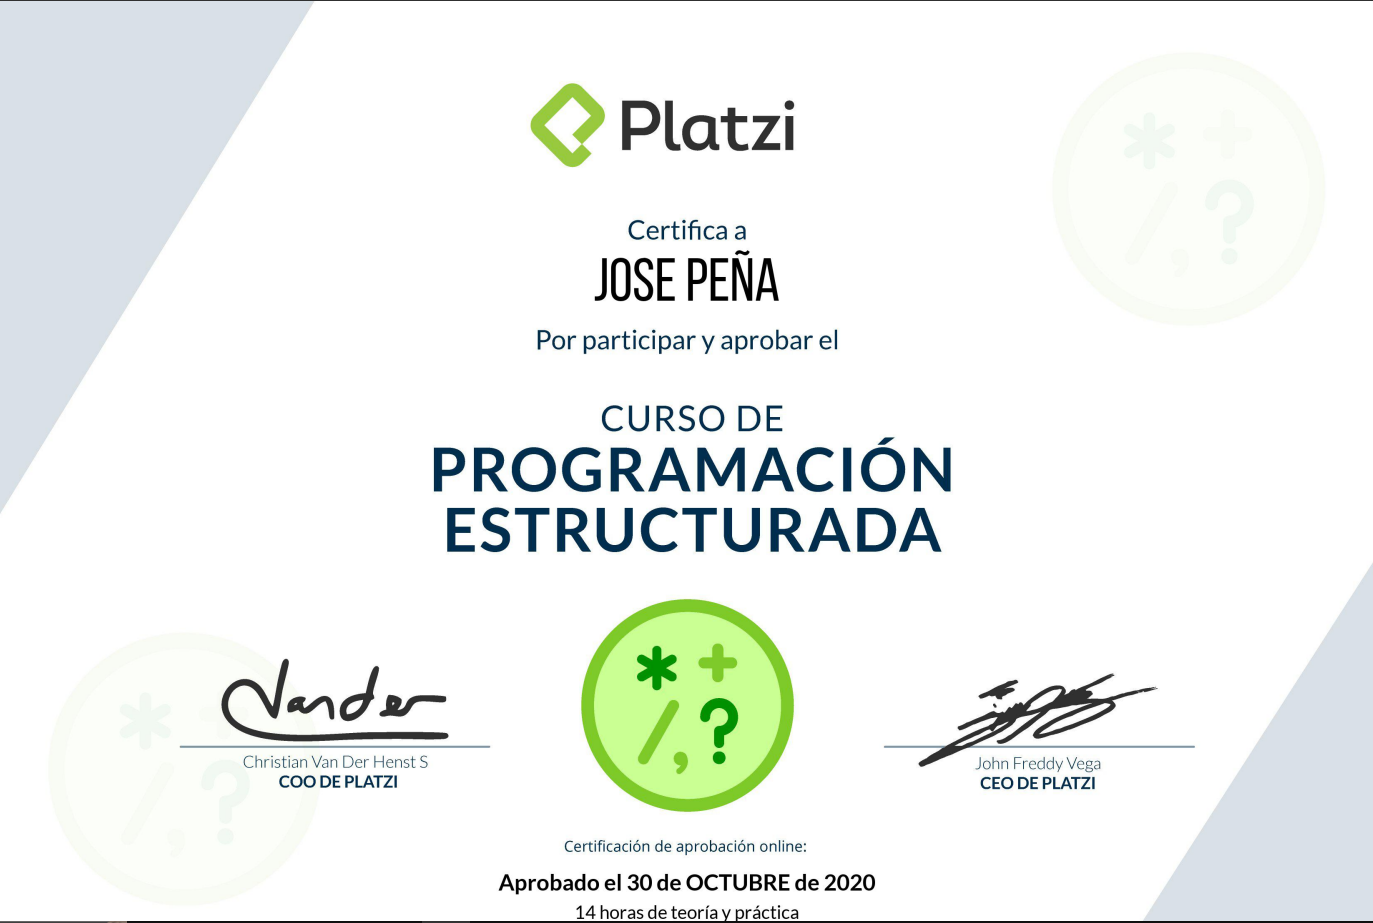 Platzi
Certifica a
JOSE PEÑA
Por participar y aprobar el
CURSO DE
PROGRAMACIÓN
ESTRUCTURADA
* +
/ , ?
Vander
Christian Van Der Henst S
COO DE PLATZI
John Freddy Vega
CEO DE PLATZI
Certificación de aprobación online:
Aprobado el 30 de OCTUBRE de 2020
14 horas de teoría y práctica